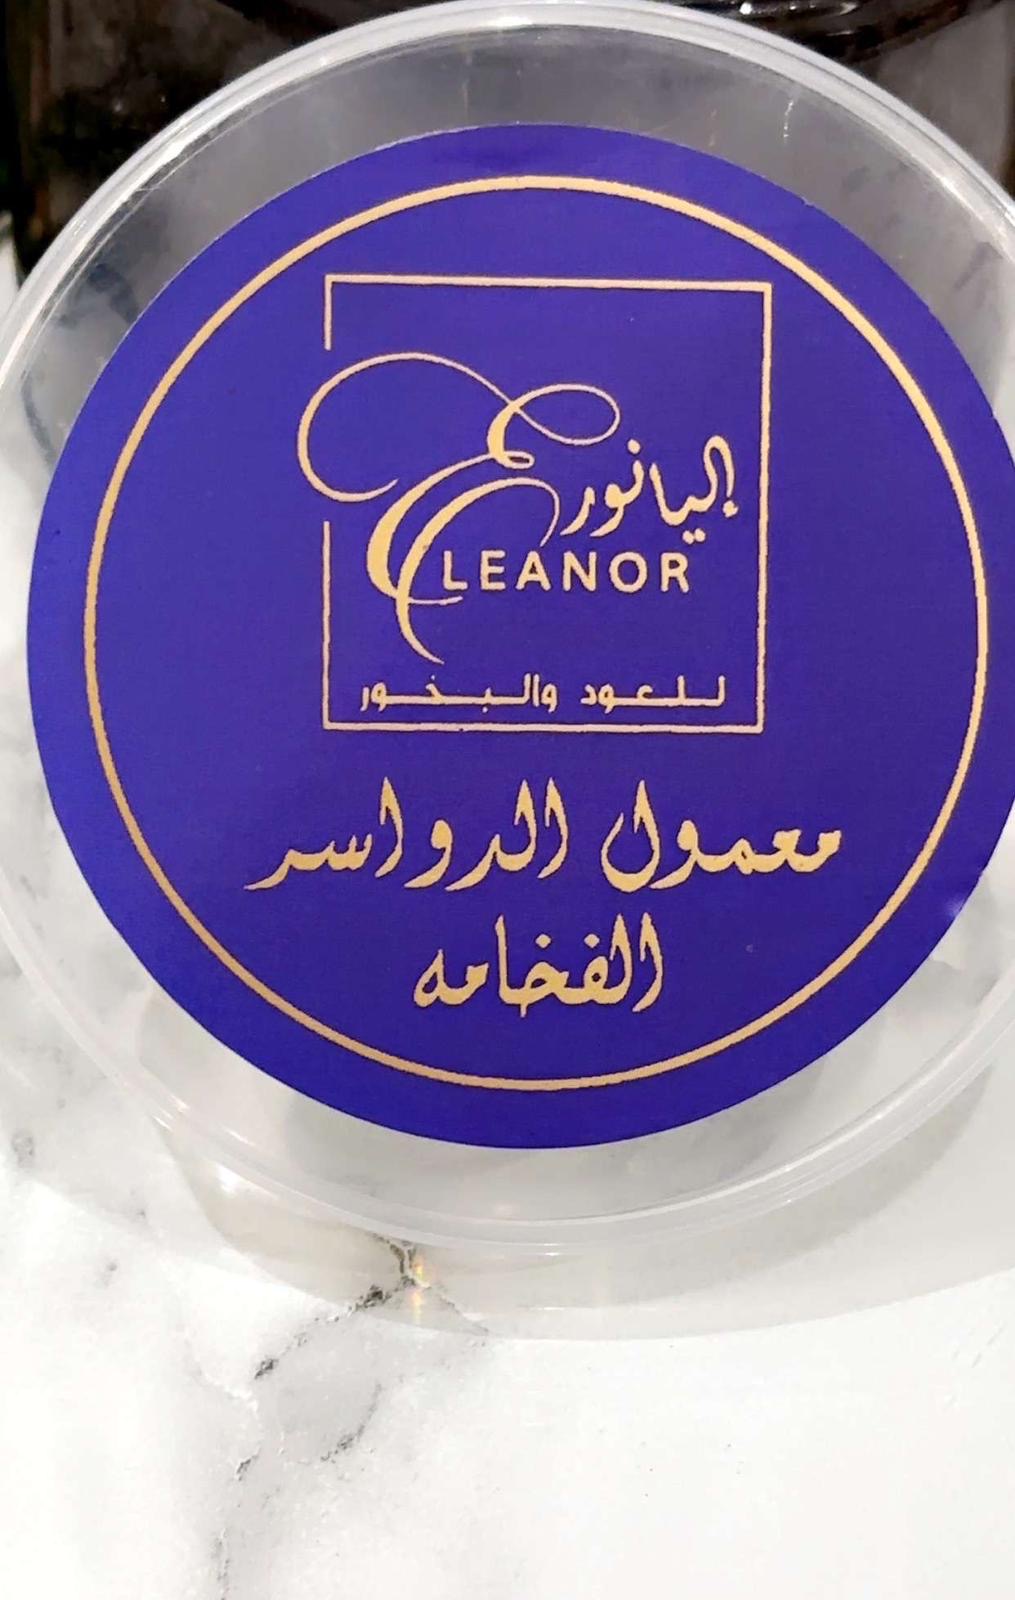 إليانور
ELEANOR
للعود والبخور
معمول الدواسر
الفخامه